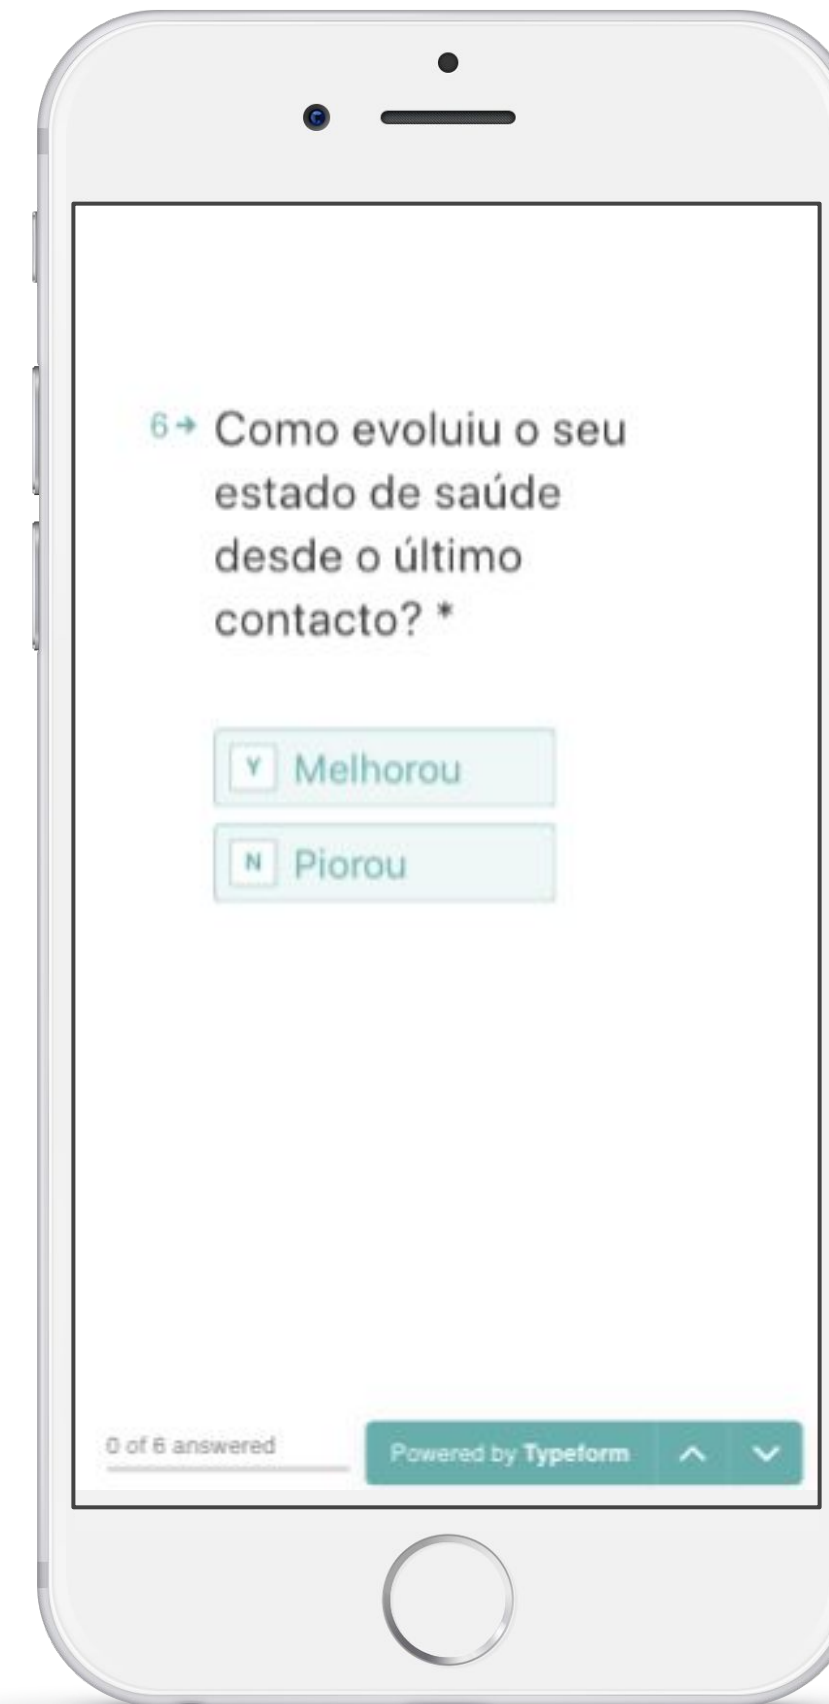 6→ Como evoluiu o seu
estado de saúde
desde o último
contacto? *
Y Melhorou
N Piorou
0 of 6 answered
Powered by Typeform